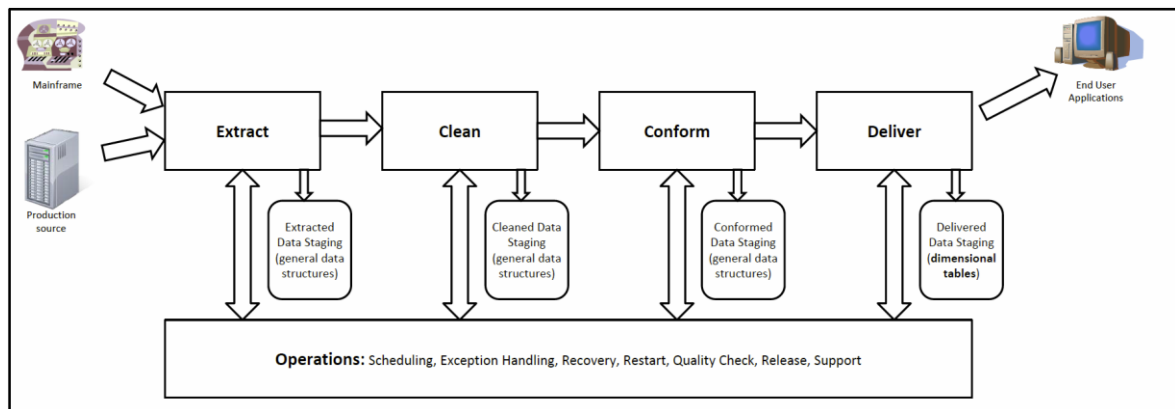 Mainframe
Production
source
Extract
Clean
Conform
Deliver
End User
Applications
Extracted
Data Staging
(general data
structures)
Cleaned Data
Staging
(general data
structures)
Conformed
Data Staging
(general data
structures)
Delivered
Data Staging
(dimensional
tables)
Operations: Scheduling, Exception Handling, Recovery, Restart, Quality Check, Release, Support